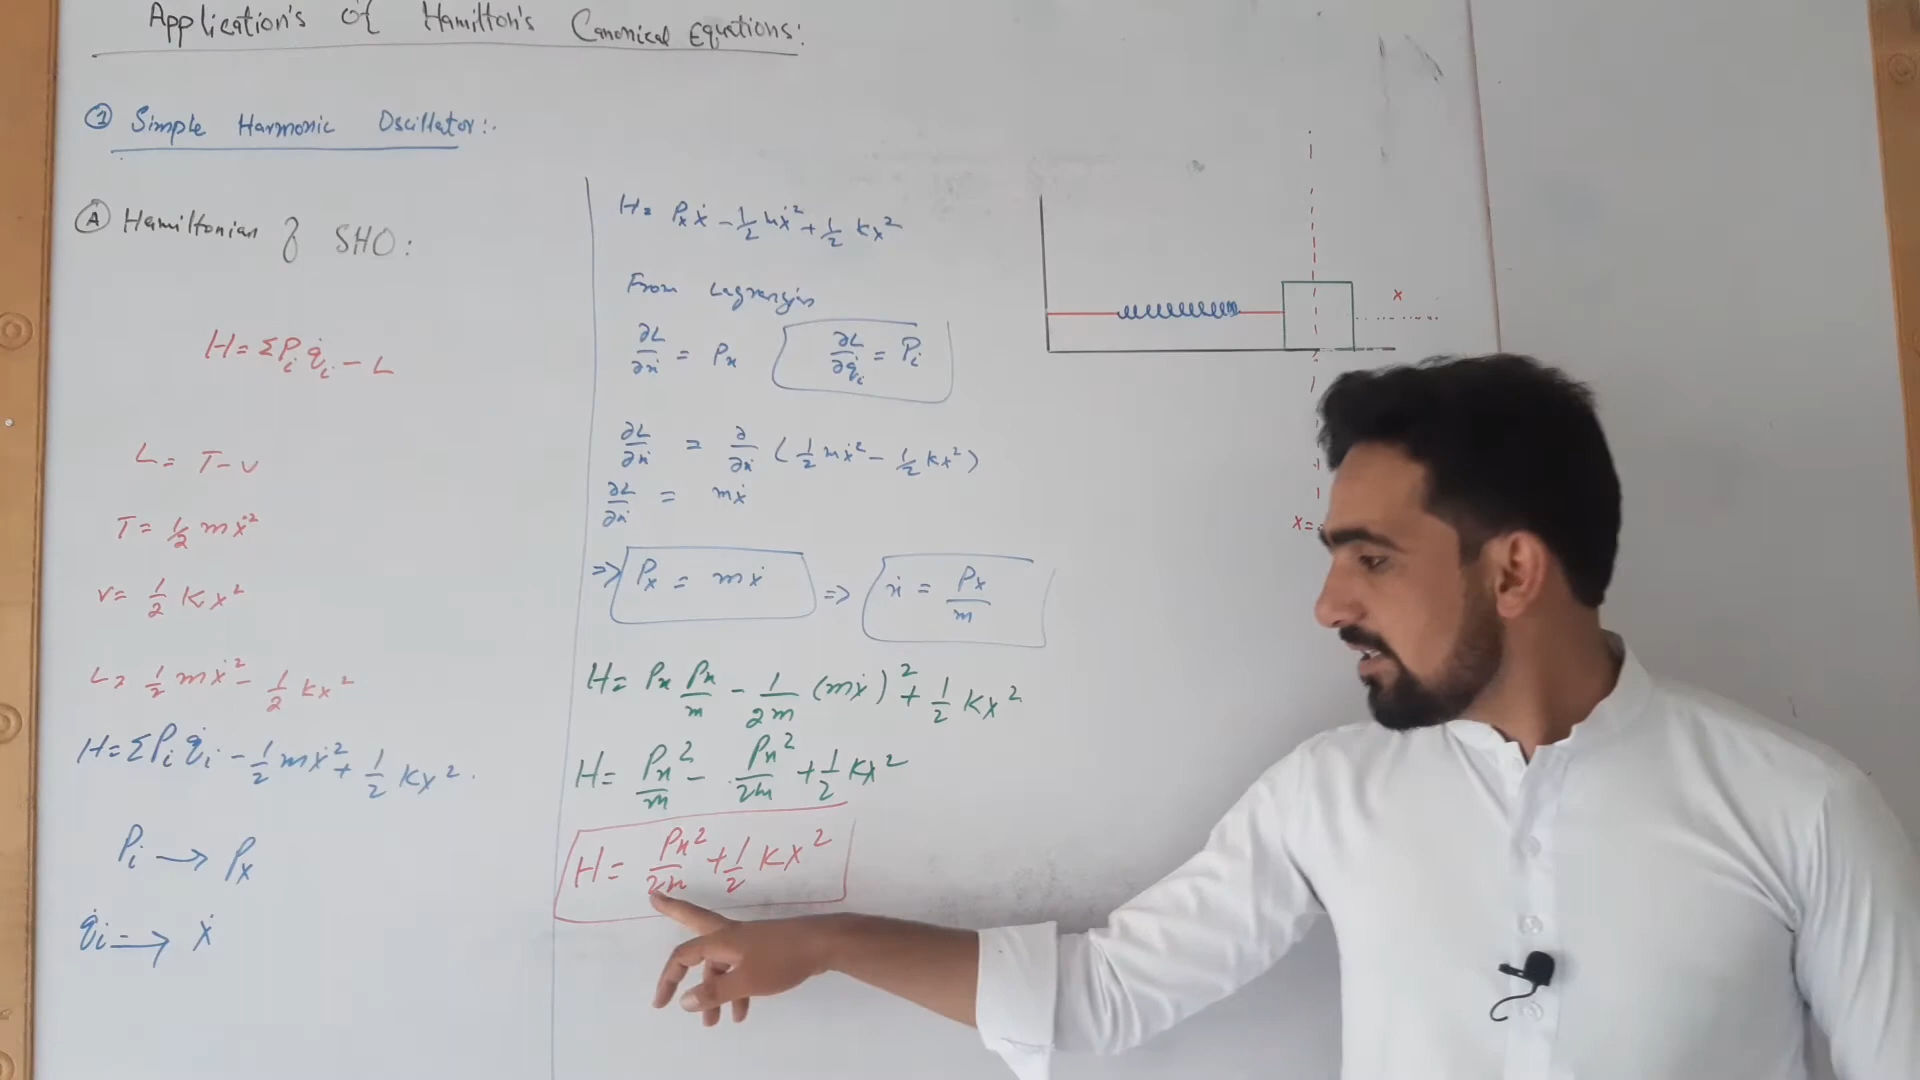 Application's of Hamilton's Canonical Equations:
① Simple Harmonic Oscillator:.
Ⓐ Hamiltonian of SHO:
H = ΣPᵢq̇ᵢ - L
L = T - v
T = ½ mẋ²
v = ½ Kx²
L = ½ mẋ² - ½ Kx²
H = ΣPᵢq̇ᵢ - ½ mẋ² + ½ Kx².
Pᵢ → Pₓ
q̇ᵢ → ẋ
H = Pₓẋ - ½ mẋ² + ½ Kx²
From Lagrangian
∂L/∂ẋ = Pₓ ∂L/∂q̇ᵢ = Pᵢ
∂L/∂ẋ = ∂/∂ẋ (½ mẋ² - ½ Kx²)
∂L/∂ẋ = mẋ
⇒ Pₓ = mẋ ⇒ ẋ = Pₓ/m
H = Pₓ Pₓ/m - 1/2m (mẋ)² + ½ Kx²
H = Pₓ²/m - Pₓ²/2m + ½ Kx²
H = Pₓ²/2m + ½ Kx²
x
x =